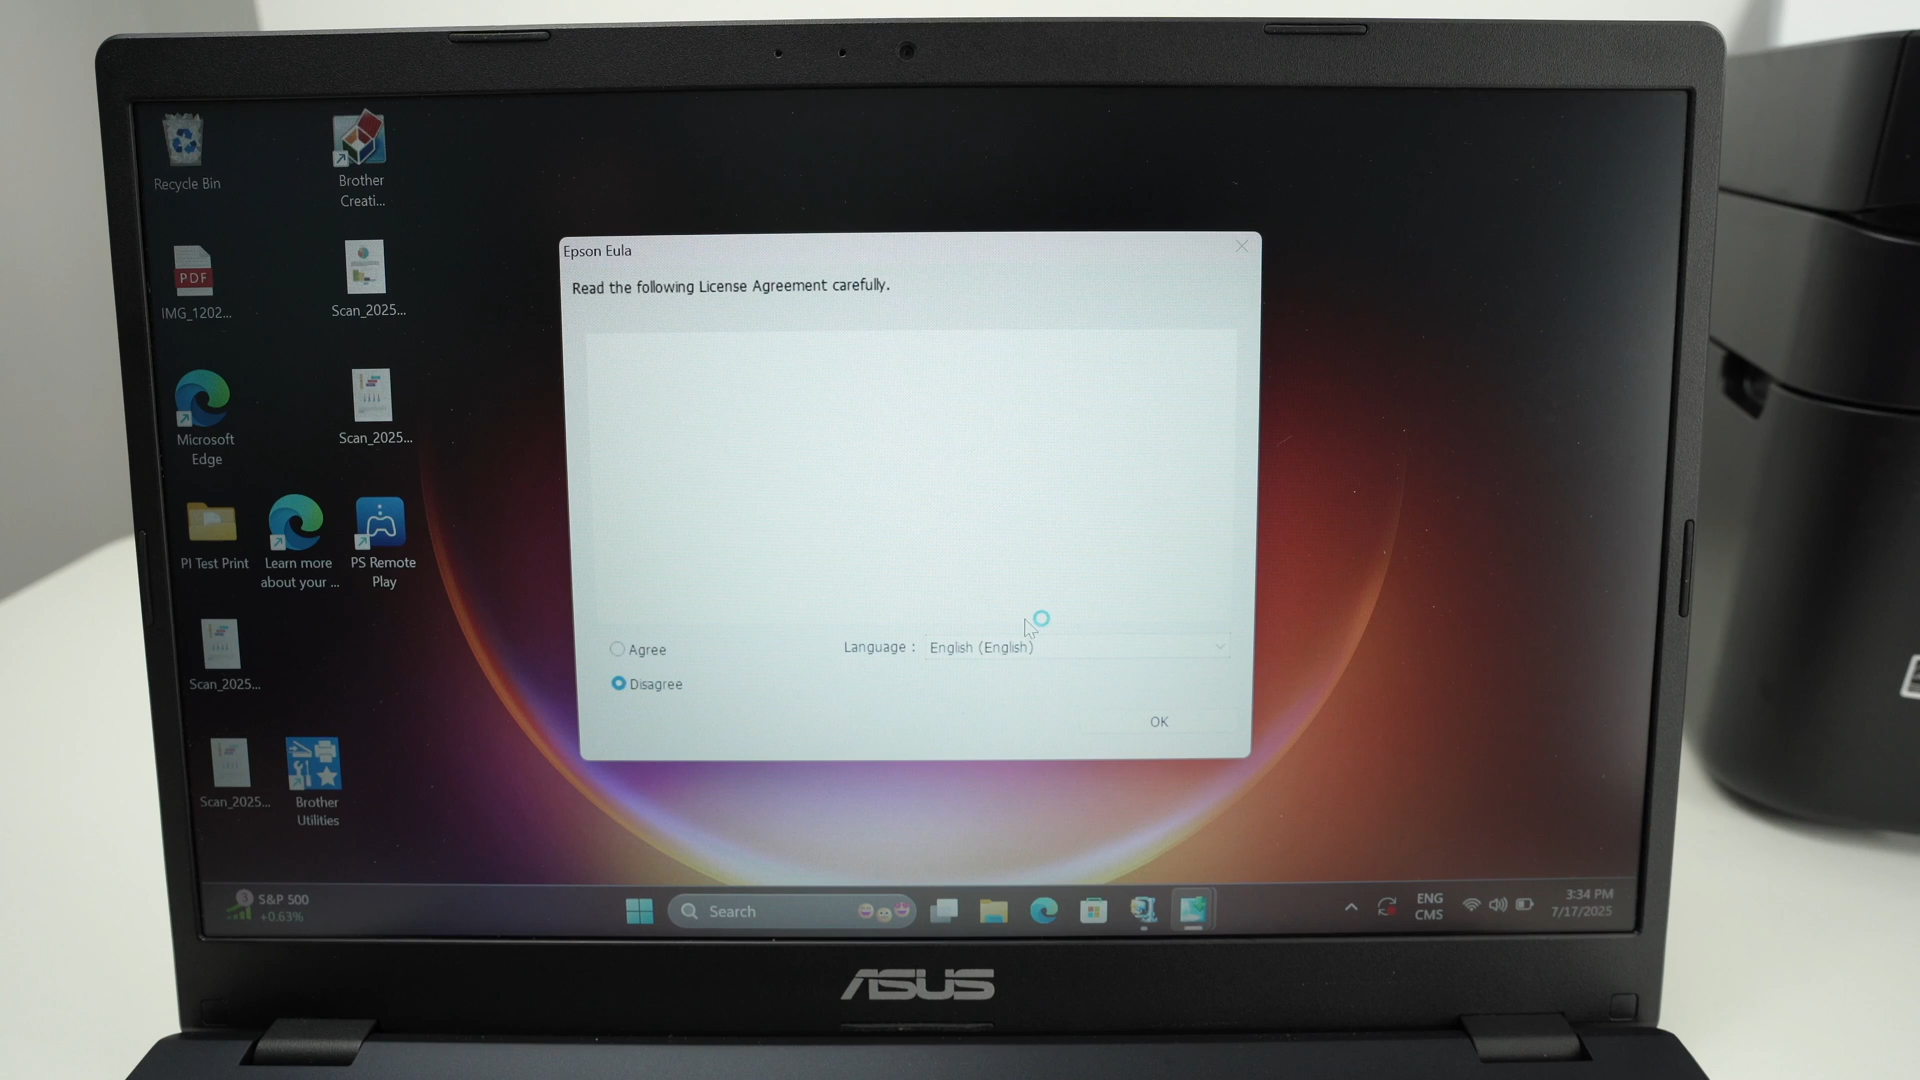 Recycle Bin
Brother
Creati...
PDF
IMG_1202...
Scan_2025...
Microsoft
Edge
Scan_2025...
PI Test Print
Learn more
about your ...
PS Remote
Play
Scan_2025...
Scan_2025...
Brother
Utilities
Epson Eula
Read the following License Agreement carefully.
Agree
Language :
English (English)
Disagree
OK
3
S&P 500
+0.63%
Search
ENG
CMS
3:34 PM
7/17/2025
ASUS